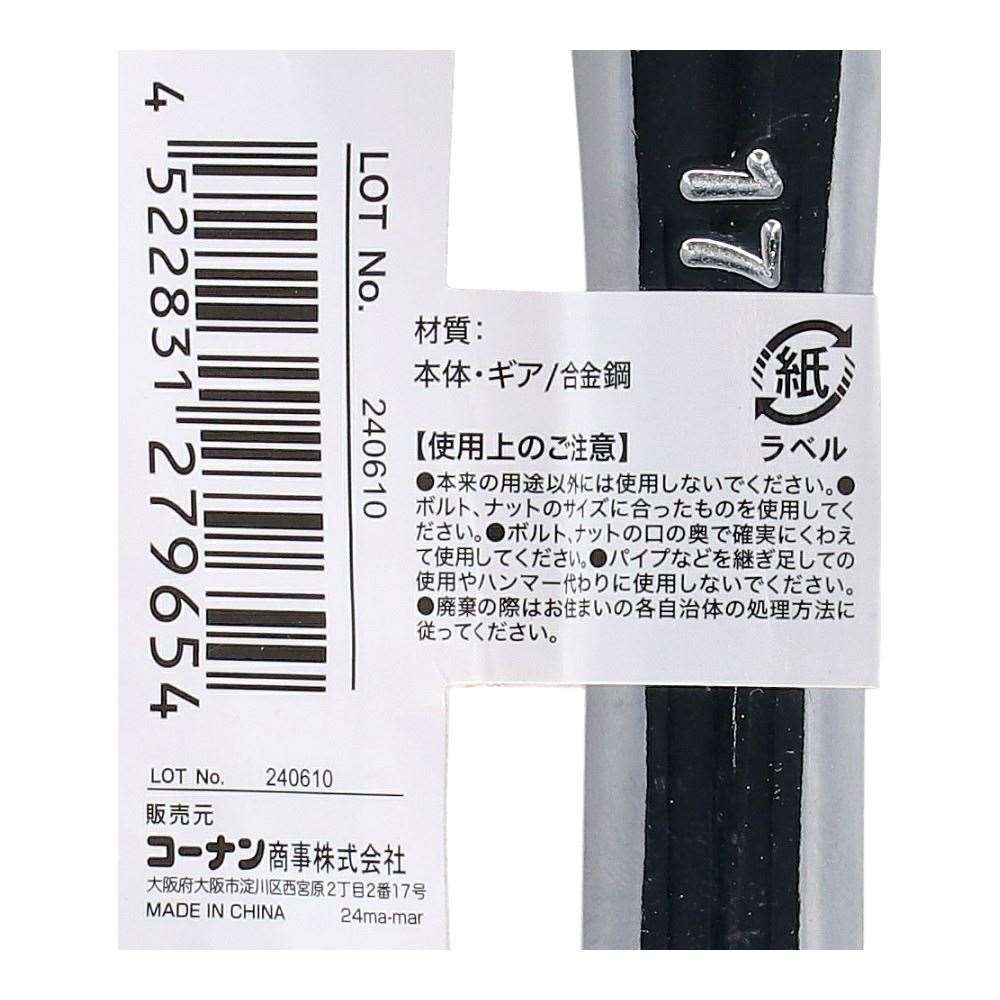 4 522831 279654
LOT No. 240610
17
材質:
本体・ギア/合金鋼
紙
ラベル
【使用上のご注意】
●本来の用途以外には使用しないでください。●
ボルト、ナットのサイズに合ったものを使用してく
ださい。●ボルト、ナットの口の奥で確実にくわえ
て使用してください。●パイプなどを継ぎ足しての
使用やハンマー代わりに使用しないでください。
●廃棄の際はお住まいの各自治体の処理方法に
従ってください。
LOT No. 240610
販売元
コーナン商事株式会社
大阪府大阪市淀川区西宮原2丁目2番17号
MADE IN CHINA 24ma-mar